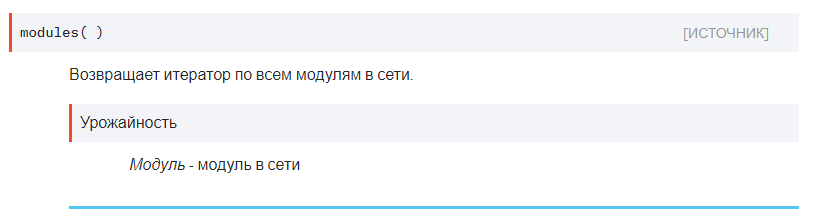 modules( ) [ИСТОЧНИК]
Возвращает итератор по всем модулям в сети.
Урожайность
Модуль - модуль в сети